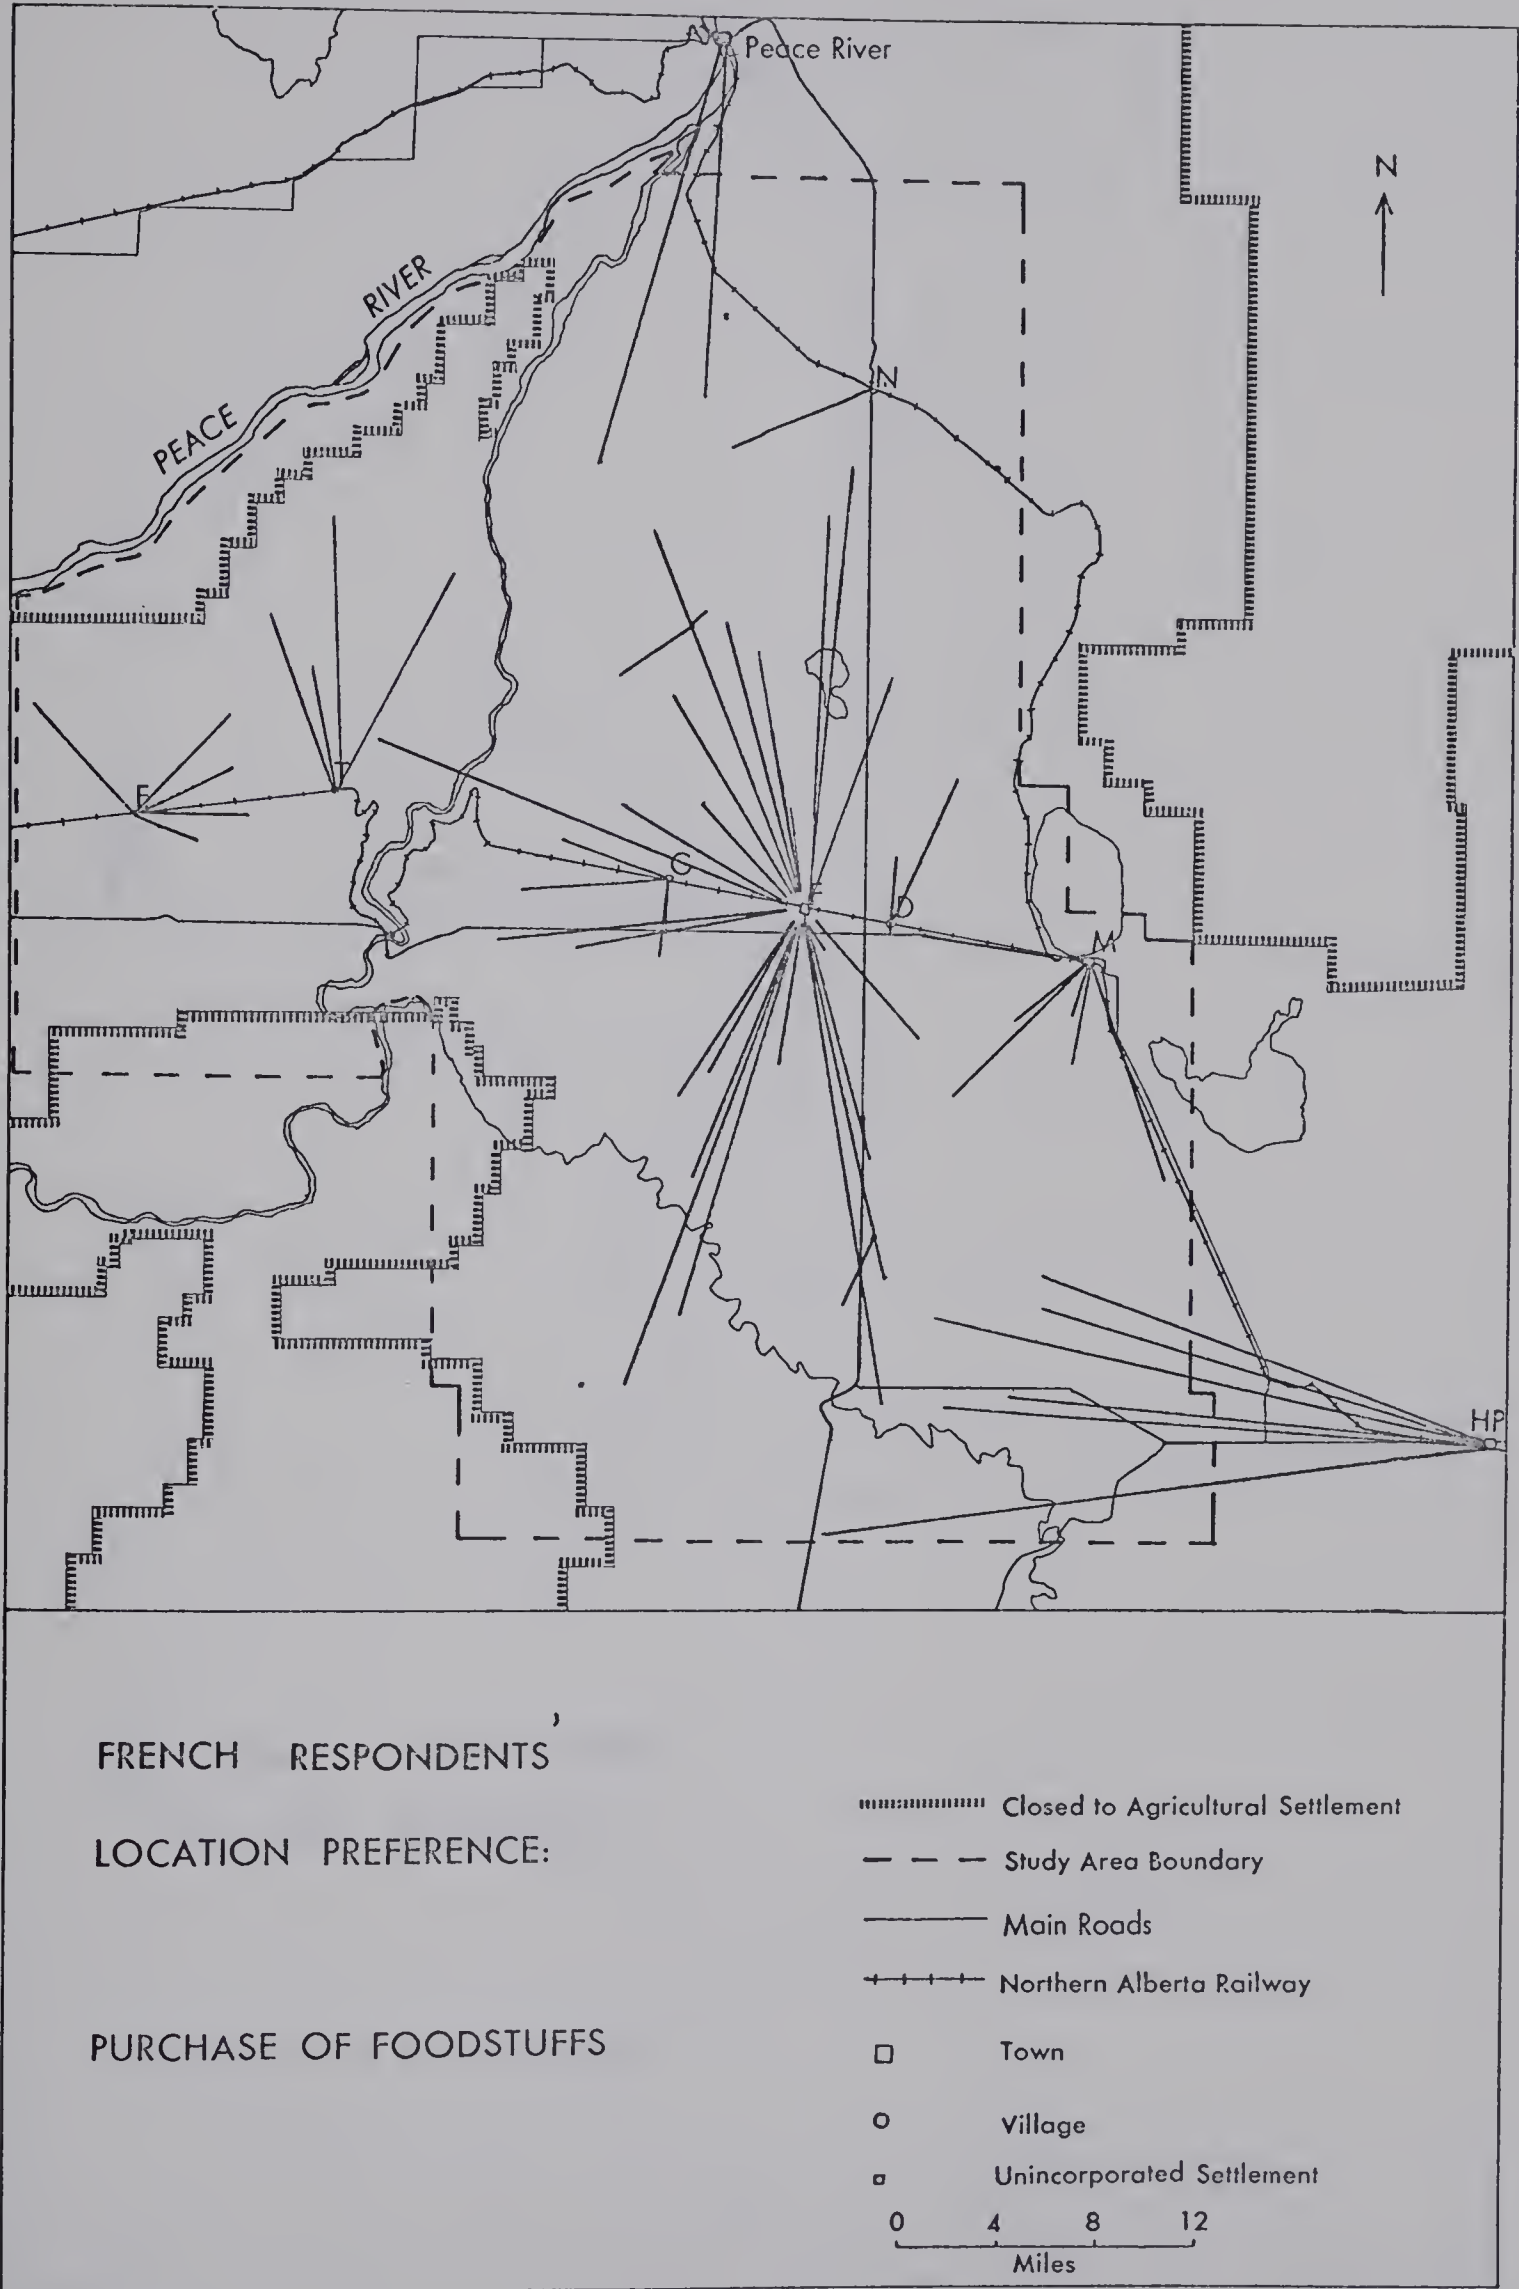 Peace River
N
RIVER
N
PEACE
T
F
G
E
D
M
HP
FRENCH RESPONDENTS'
LOCATION PREFERENCE:
PURCHASE OF FOODSTUFFS
Closed to Agricultural Settlement
Study Area Boundary
Main Roads
Northern Alberta Railway
Town
Village
Unincorporated Settlement
0 4 8 12
Miles